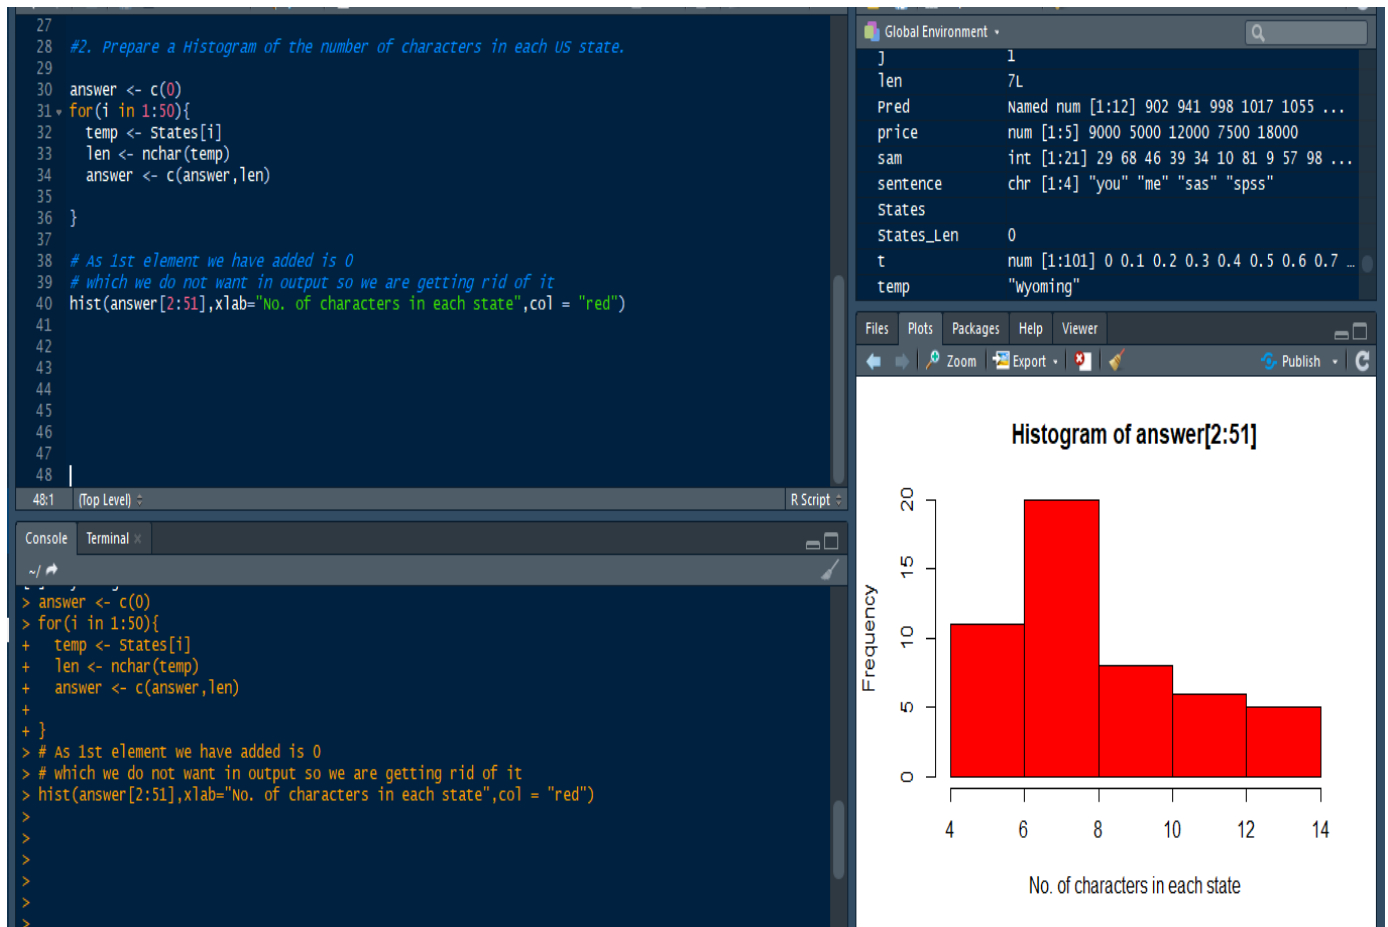 27
28 #2. Prepare a Histogram of the number of characters in each US state.
29
30 answer <- c(0)
31 for(i in 1:50){
32 temp <- States[i]
33 len <- nchar(temp)
34 answer <- c(answer,len)
35
36 }
37
38 # As 1st element we have added is 0
39 # which we do not want in output so we are getting rid of it
40 hist(answer[2:51],xlab="No. of characters in each state",col = "red")
41
42
43
44
45
46
47
48
48:1 (Top Level) R Script
Console Terminal
~/
> answer <- c(0)
> for(i in 1:50){
+ temp <- States[i]
+ len <- nchar(temp)
+ answer <- c(answer,len)
+
+ }
> # As 1st element we have added is 0
> # which we do not want in output so we are getting rid of it
> hist(answer[2:51],xlab="No. of characters in each state",col = "red")
>
>
>
>
>
>
Global Environment
j 1
len 7L
Pred Named num [1:12] 902 941 998 1017 1055 ...
price num [1:5] 9000 5000 12000 7500 18000
sam int [1:21] 29 68 46 39 34 10 81 9 57 98 ...
sentence chr [1:4] "you" "me" "sas" "spss"
States
States_Len 0
t num [1:101] 0 0.1 0.2 0.3 0.4 0.5 0.6 0.7 …
temp "Wyoming"
Files Plots Packages Help Viewer
Zoom Export Publish
Histogram of answer[2:51]
Frequency
20
15
10
5
0
4 6 8 10 12 14
No. of characters in each state